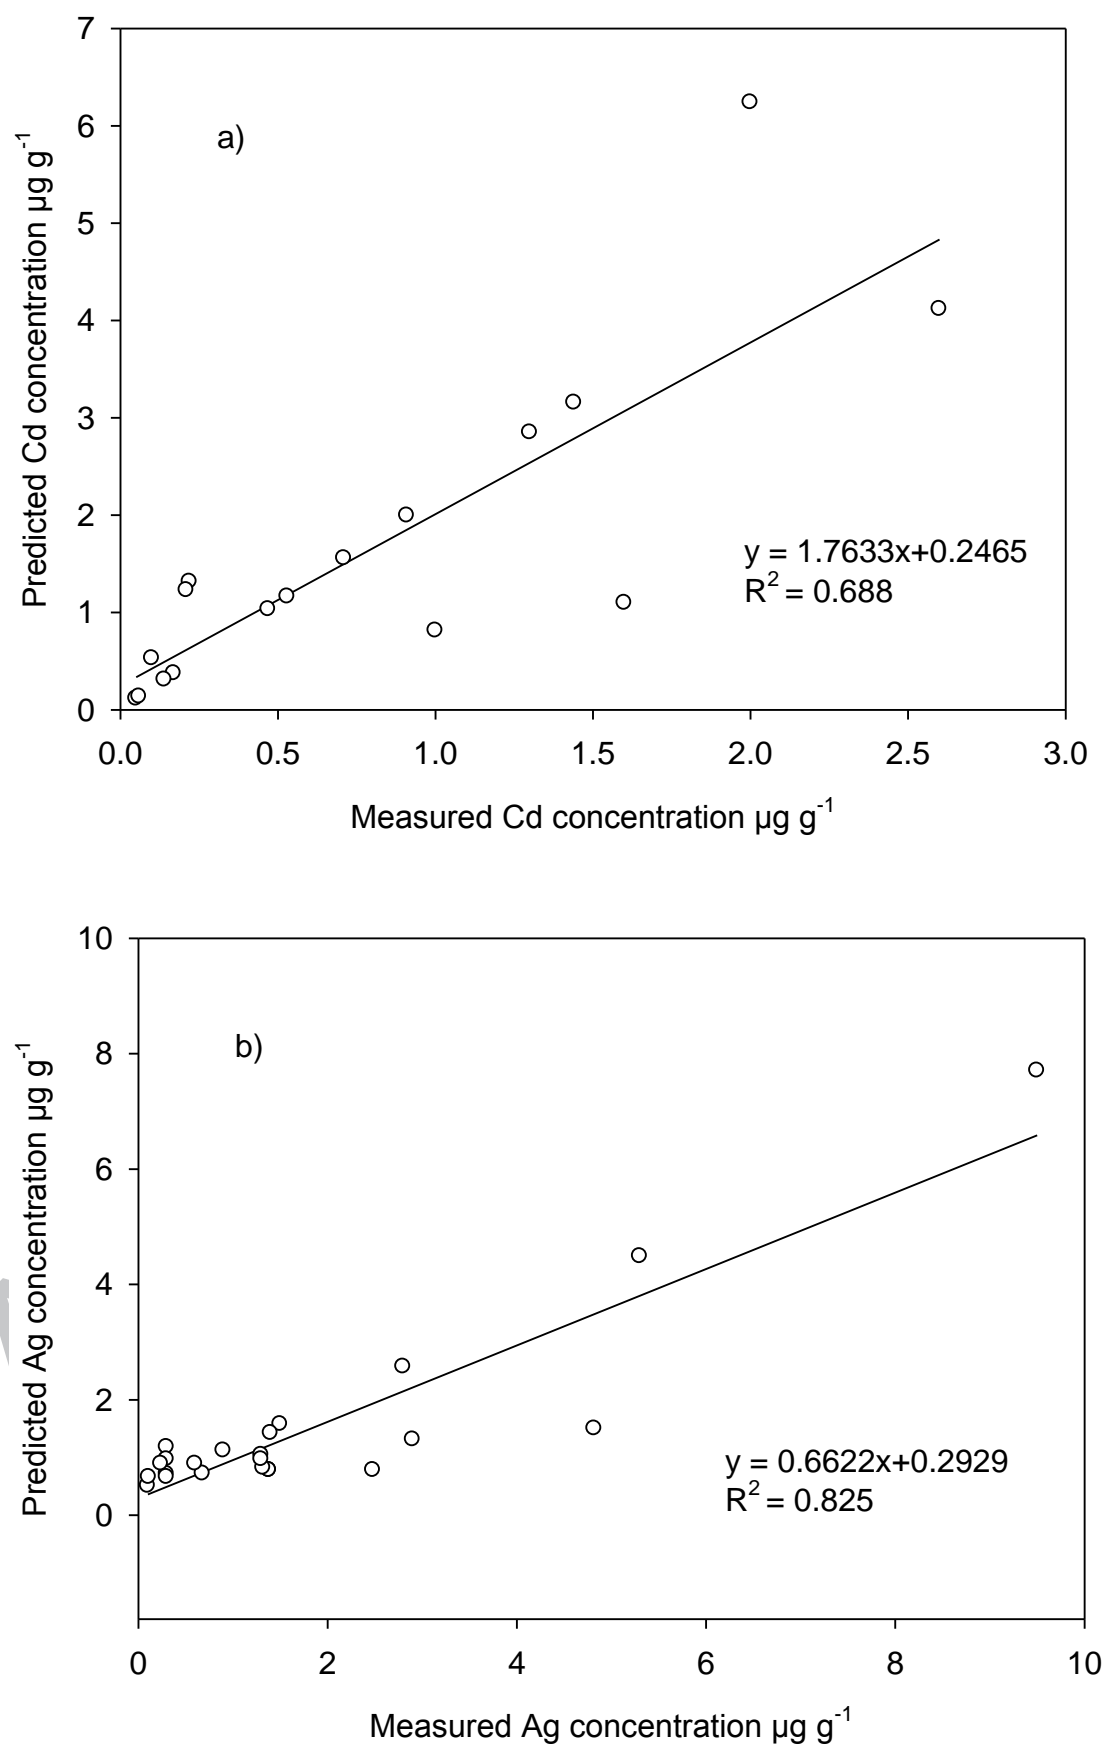 7
6
5
4
3
2
1
0
Predicted Cd concentration µg g-1
a)
y = 1.7633x+0.2465
R2 = 0.688
0.0 0.5 1.0 1.5 2.0 2.5 3.0
Measured Cd concentration µg g-1
10
8
6
4
2
0
Predicted Ag concentration µg g-1
b)
y = 0.6622x+0.2929
R2 = 0.825
0 2 4 6 8 10
Measured Ag concentration µg g-1